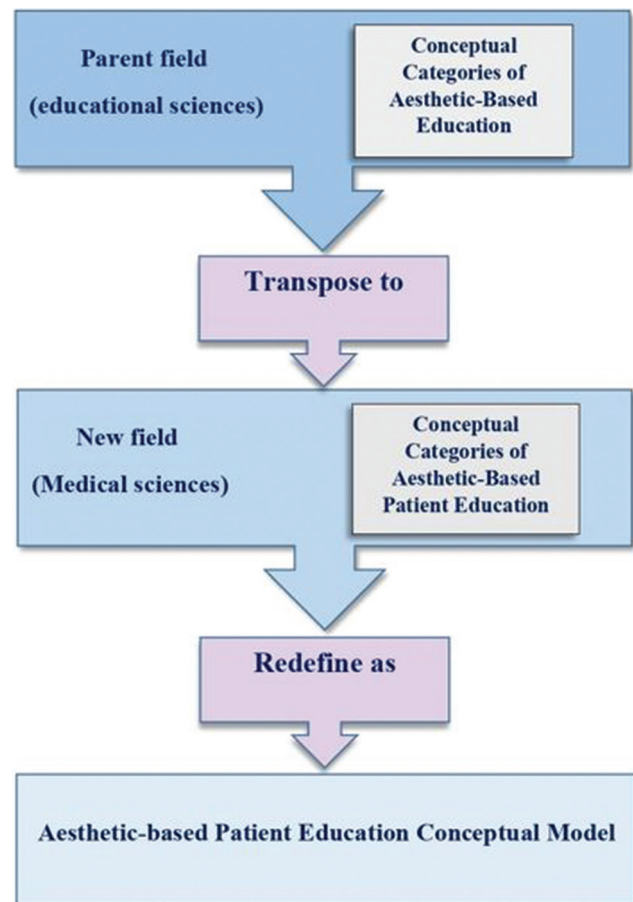 Parent field
(educational sciences)
Conceptual
Categories of
Aesthetic-Based
Education
Transpose to
New field
(Medical sciences)
Conceptual
Categories of
Aesthetic-Based
Patient Education
Redefine as
Aesthetic-based Patient Education Conceptual Model